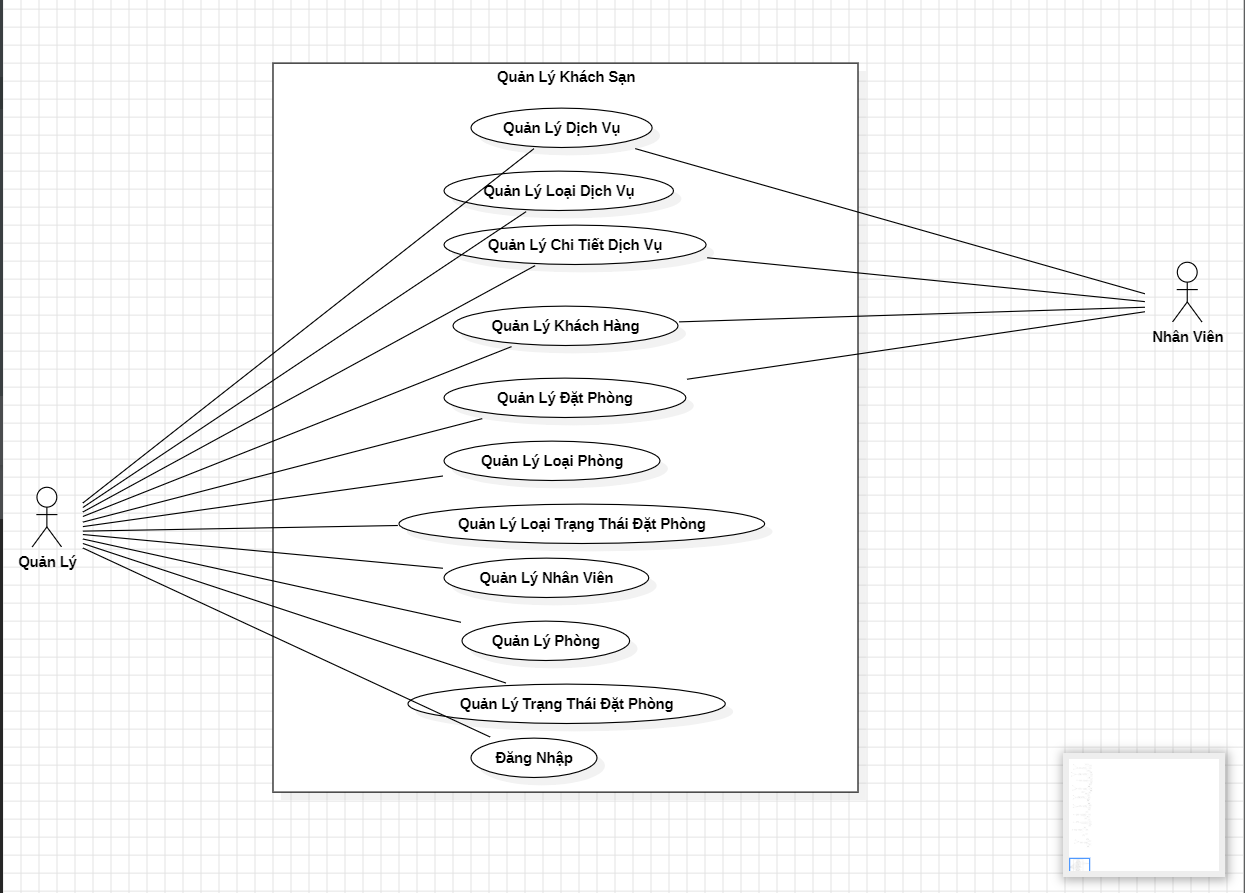 Quản Lý Khách Sạn
Quản Lý Dịch Vụ
Quản Lý Loại Dịch Vụ
Quản Lý Chi Tiết Dịch Vụ
Quản Lý Khách Hàng
Nhân Viên
Quản Lý Đặt Phòng
Quản Lý Loại Phòng
Quản Lý Loại Trạng Thái Đặt Phòng
Quản Lý
Quản Lý Nhân Viên
Quản Lý Phòng
Quản Lý Trạng Thái Đặt Phòng
Đăng Nhập